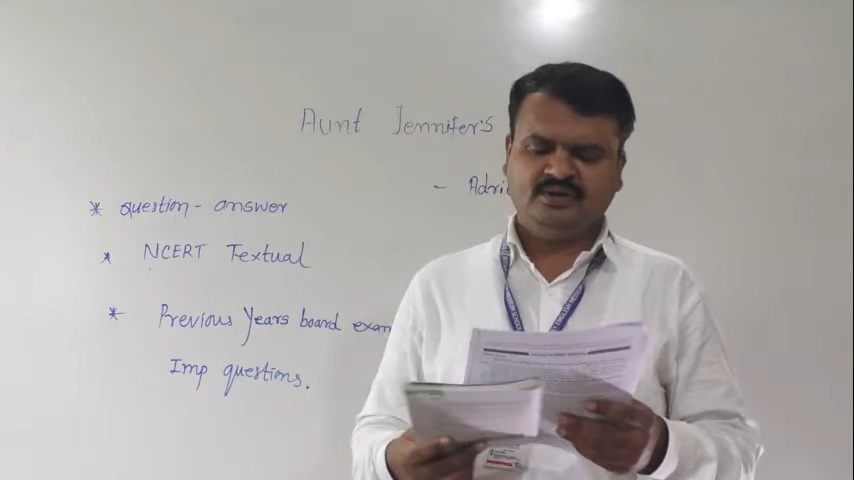 Aunt Jennifer's
- Adri
* question - answer
* NCERT Textual
* Previous Years board exam
Imp questions.